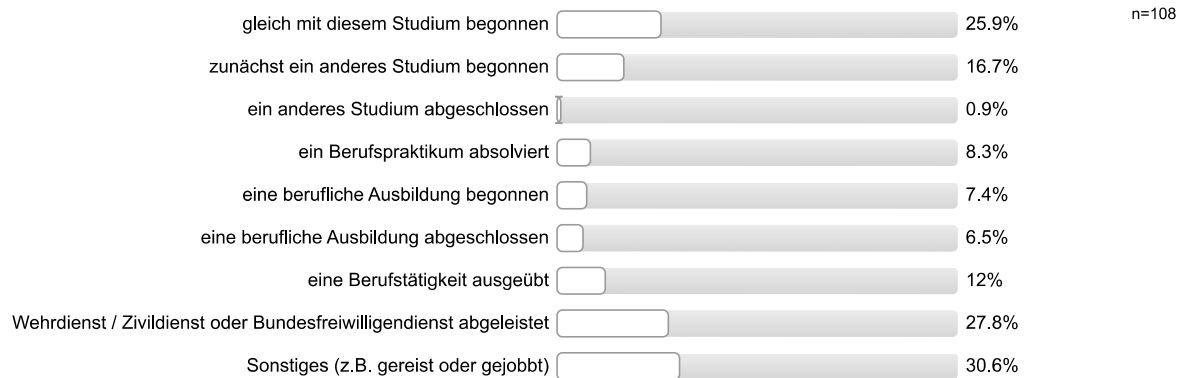 n=108
gleich mit diesem Studium begonnen 25.9%
zunächst ein anderes Studium begonnen 16.7%
ein anderes Studium abgeschlossen 0.9%
ein Berufspraktikum absolviert 8.3%
eine berufliche Ausbildung begonnen 7.4%
eine berufliche Ausbildung abgeschlossen 6.5%
eine Berufstätigkeit ausgeübt 12%
Wehrdienst / Zivildienst oder Bundesfreiwilligendienst abgeleistet 27.8%
Sonstiges (z.B. gereist oder gejobbt) 30.6%